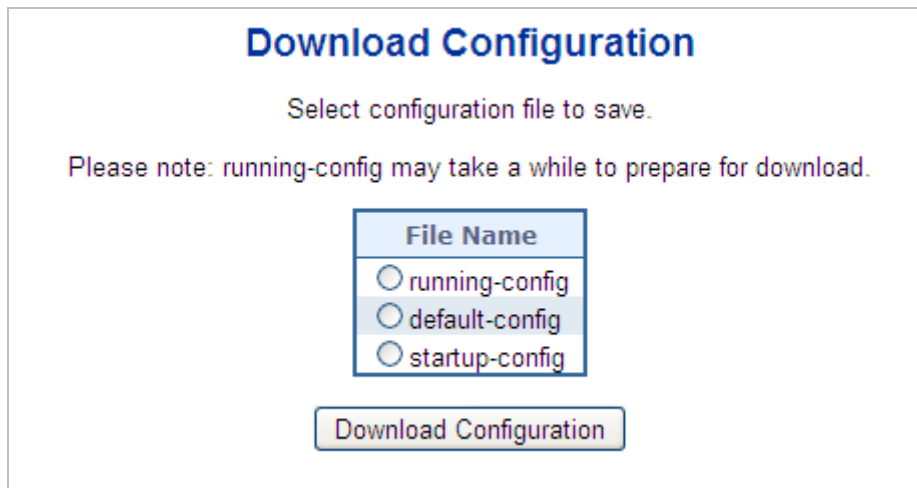 Download Configuration
Select configuration file to save.
Please note: running-config may take a while to prepare for download.
File Name
running-config
default-config
startup-config
Download Configuration